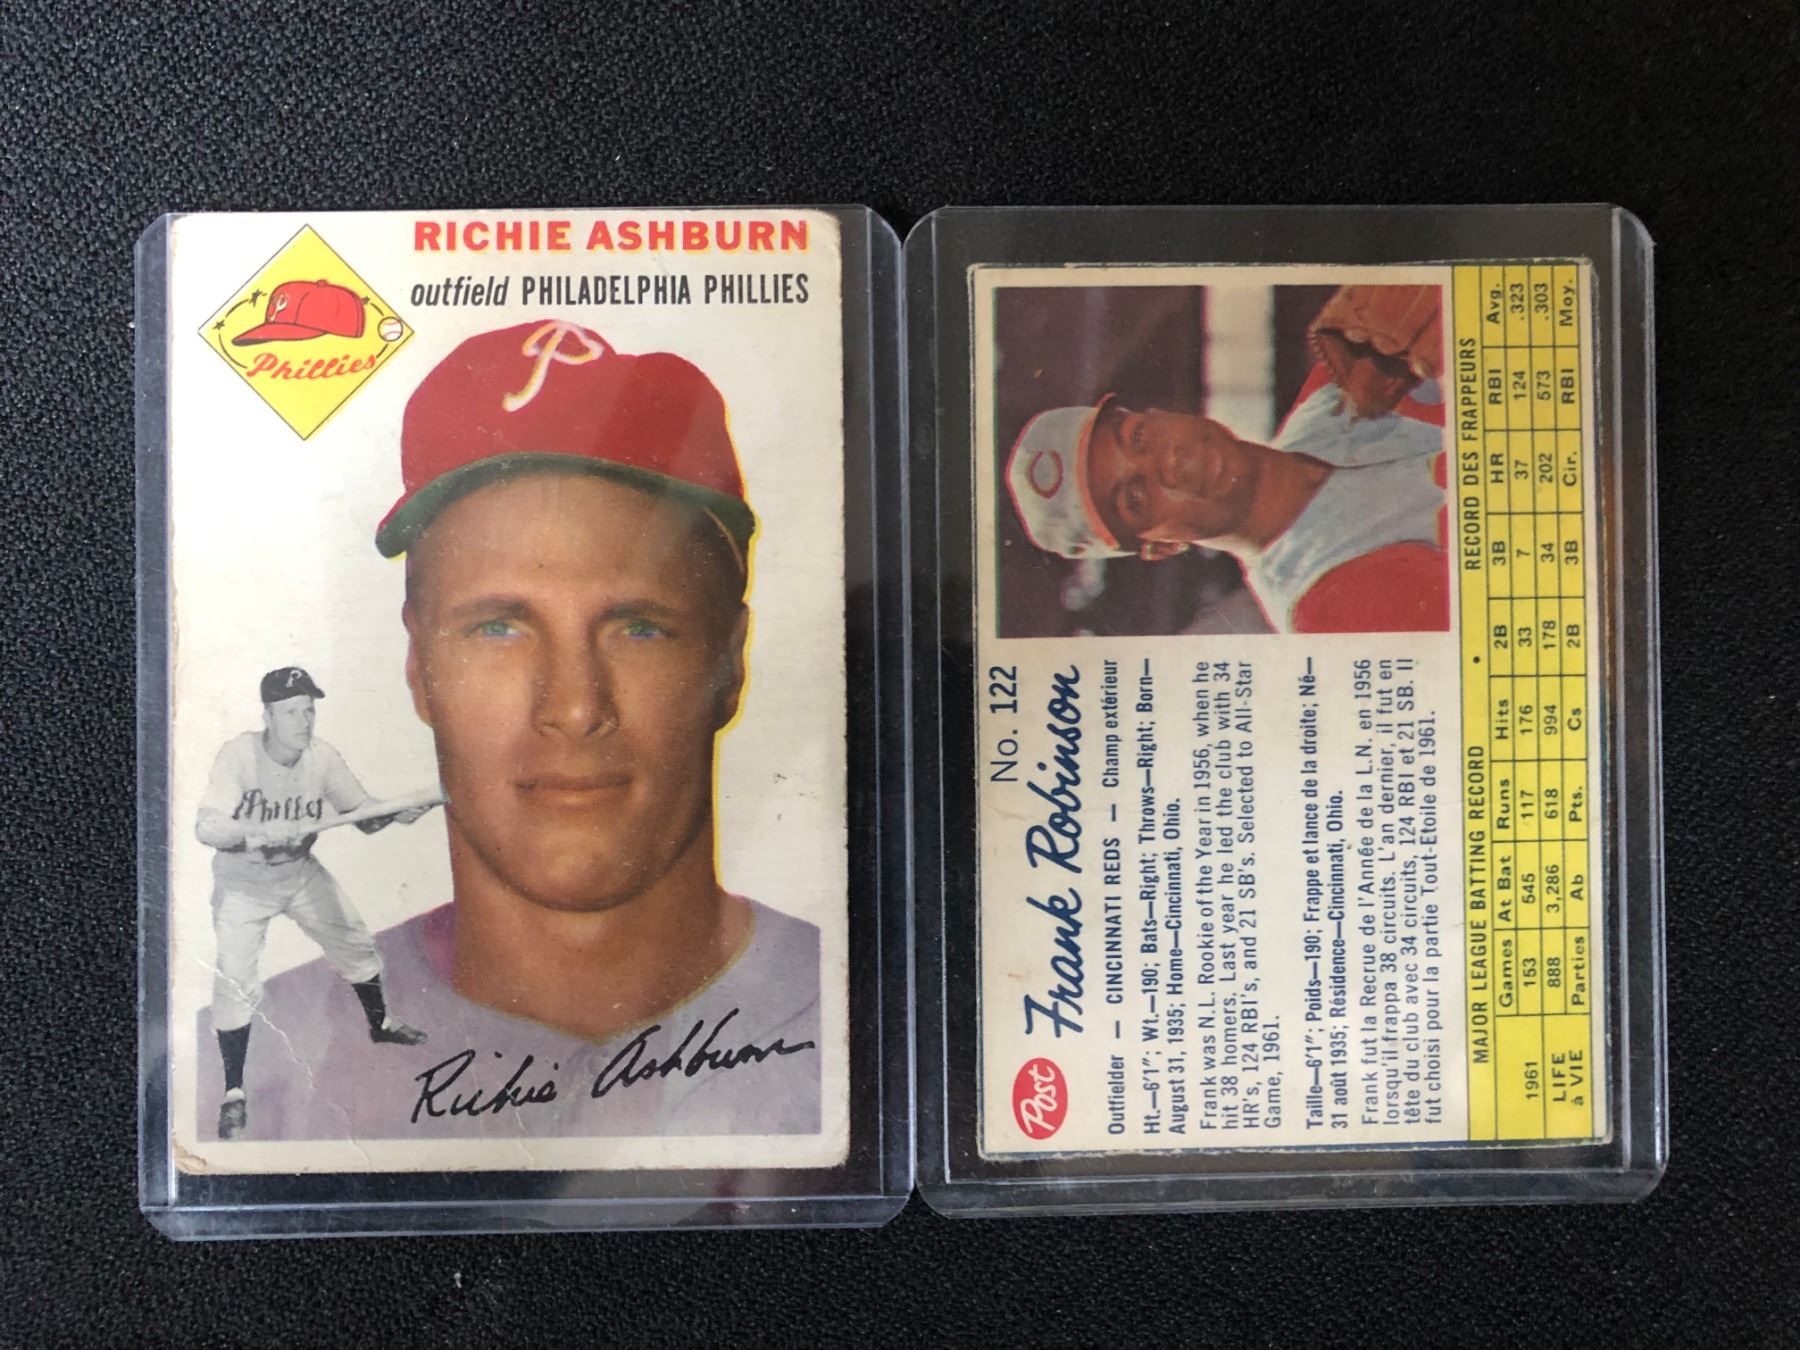 RICHIE ASHBURN
outfield PHILADELPHIA PHILLIES
P
Phillies
P
P
Phillies
Richie Ashburn
C
No. 122
Post
Frank Robinson
Outfielder — CINCINNATI REDS — Champ extérieur
Ht.—6'1"; Wt.—190; Bats—Right; Throws—Right; Born—
August 31, 1935; Home—Cincinnati, Ohio.
Frank was N.L. Rookie of the Year in 1956, when he
hit 38 homers. Last year he led the club with 34
HR's, 124 RBI's, and 21 SB's. Selected to All-Star
Game, 1961.
Taille—6'1"; Poids—190; Frappe et lance de la droite; Né—
31 août 1935; Résidence—Cincinnati, Ohio.
Frank fut la Recrue de l'Année de la L.N. en 1956
lorsqu'il frappa 38 circuits. L'an dernier, il fut en
tête du club avec 34 circuits, 124 RBI et 21 SB. Il
fut choisi pour la partie Tout-Etoile de 1961.
MAJOR LEAGUE BATTING RECORD • RECORD DES FRAPPEURS
Games At Bat Runs Hits 2B 3B HR RBI Avg.
1961 153 545 117 176 33 7 37 124 .323
LIFE à VIE 888 3,286 618 994 178 34 202 573 .303
Parties Ab Pts. Cs 2B 3B Cir. RBI Moy.